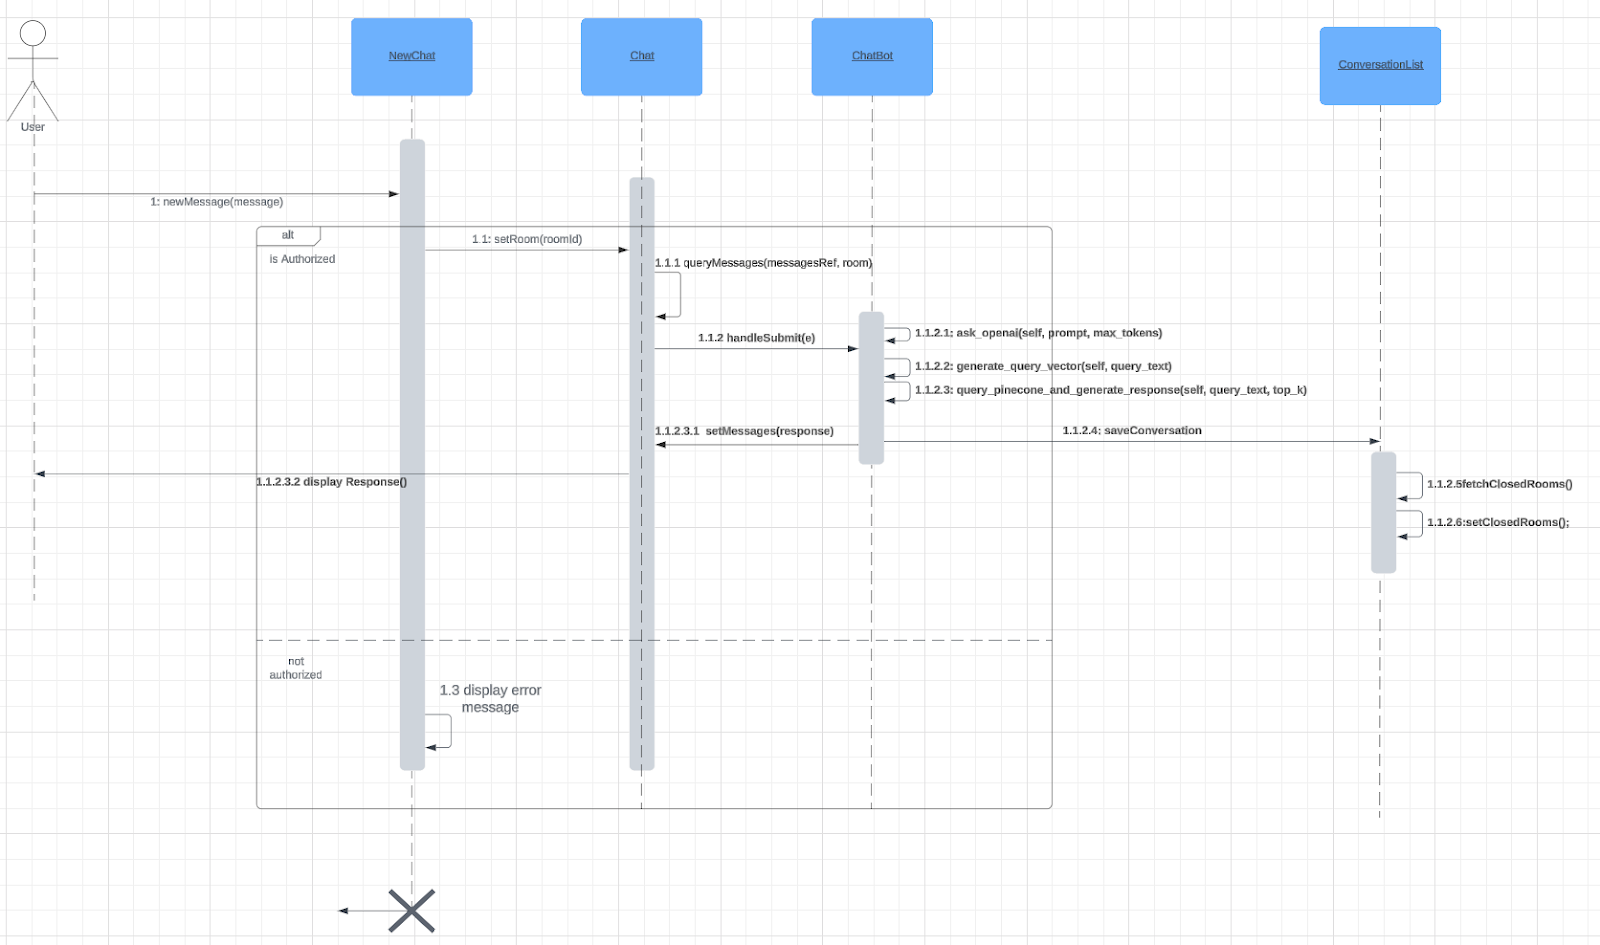 NewChat
Chat
ChatBot
ConversationList
User
1: newMessage(message)
alt
is Authorized
1.1: setRoom(roomId)
1.1.1 queryMessages(messagesRef, room)
1.1.2 handleSubmit(e)
1.1.2.1: ask_openai(self, prompt, max_tokens)
1.1.2.2: generate_query_vector(self, query_text)
1.1.2.3: query_pinecone_and_generate_response(self, query_text, top_k)
1.1.2.3.1 setMessages(response)
1.1.2.4: saveConversation
1.1.2.3.2 display Response()
1.1.2.5fetchClosedRooms()
1.1.2.6:setClosedRooms();
not
authorized
1.3 display error
message